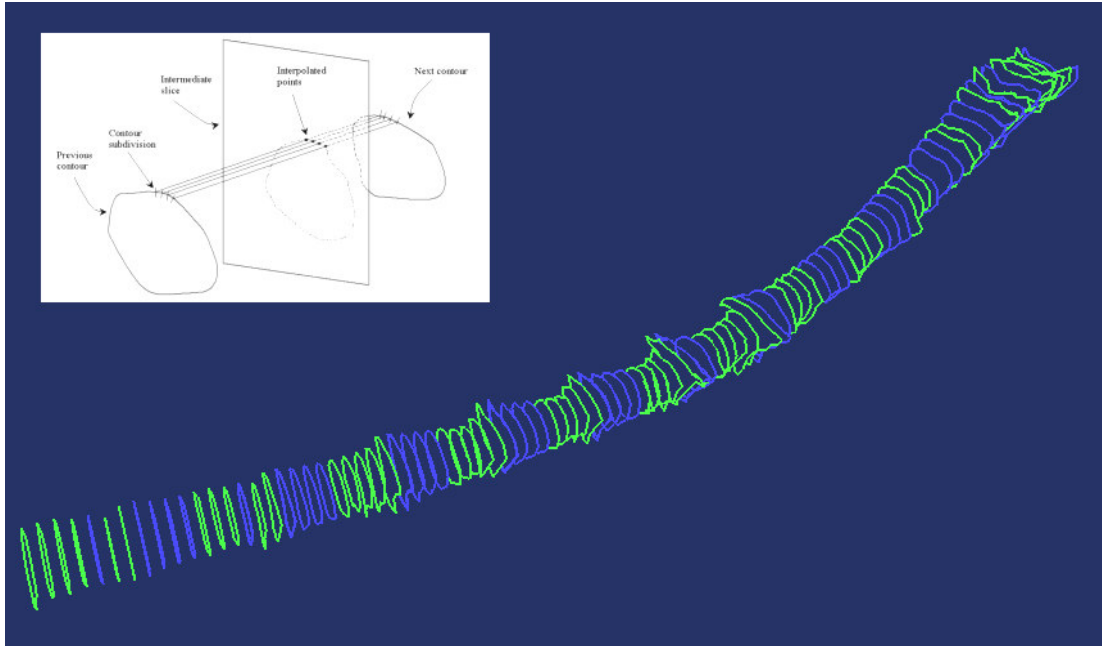 Intermediate
slice
Interpolated
points
Next contour
Contour
subdivision
Previous
contour